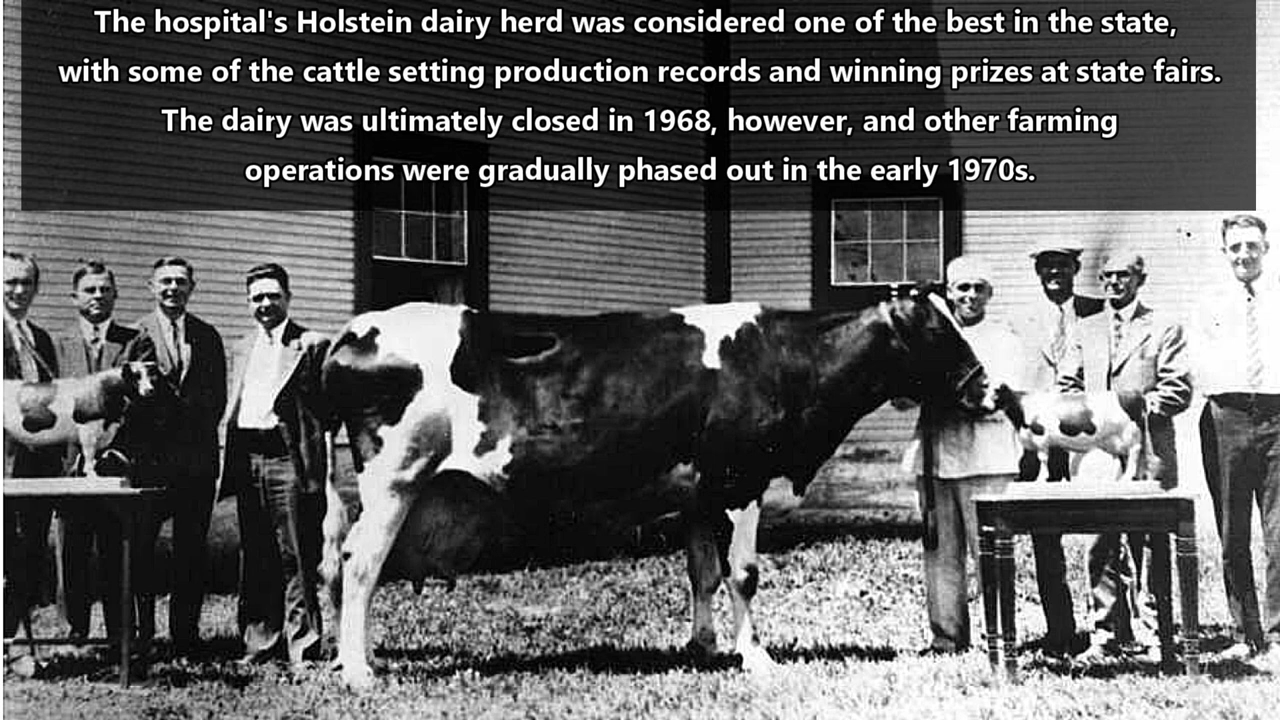 The hospital's Holstein dairy herd was considered one of the best in the state,
with some of the cattle setting production records and winning prizes at state fairs.
The dairy was ultimately closed in 1968, however, and other farming
operations were gradually phased out in the early 1970s.